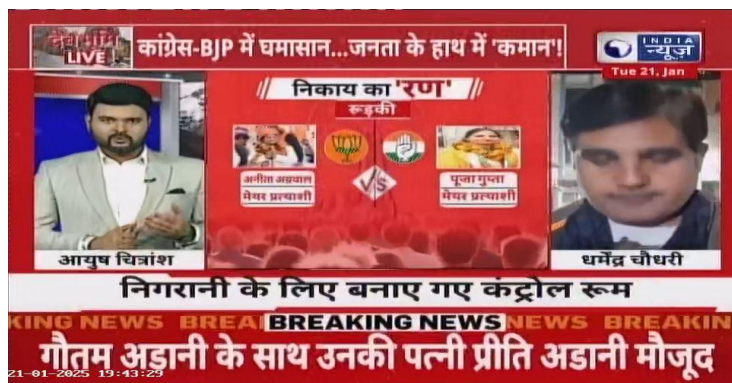 देव भूमि
LIVE
कांग्रेस-BJP में घमासान...जनता के हाथ में 'कमान'!
INDIA
न्यूज़
Tue 21, Jan
निकाय का 'रण'
रूड़की
अनीता अग्रवाल
मेयर प्रत्याशी
VS
पूजा गुप्ता
मेयर प्रत्याशी
आयुष चित्रांश
धर्मेंद्र चौधरी
निगरानी के लिए बनाए गए कंट्रोल रूम
KING NEWS BREA BREAKING NEWS NEWS BREAKIN
गौतम अडानी के साथ उनकी पत्नी प्रीति अडानी मौजूद
21-01-2025 19:43:29